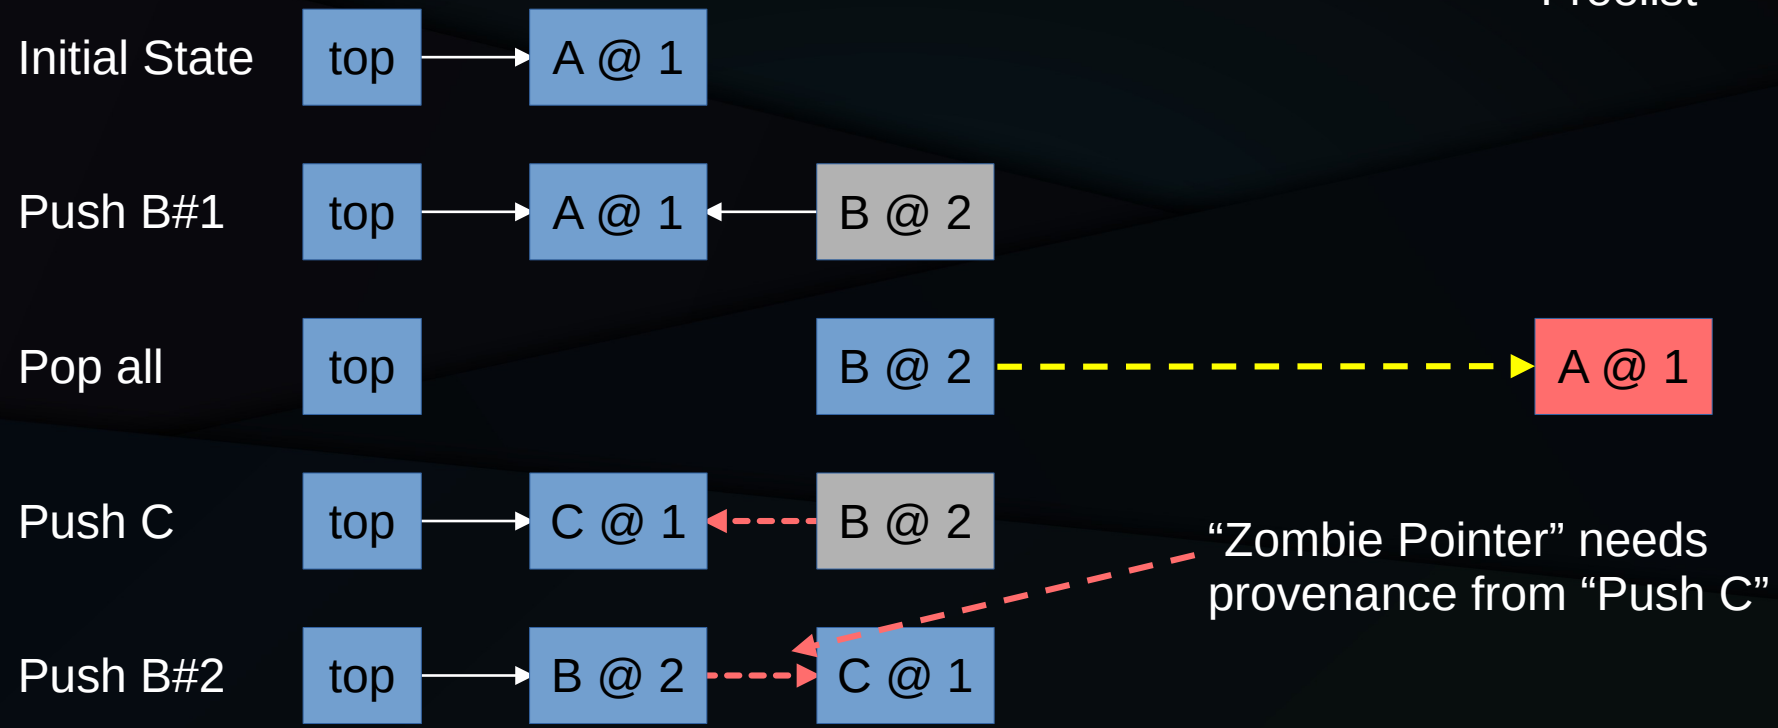 Freelist
Initial State top A @ 1
Push B#1 top A @ 1 B @ 2
Pop all top B @ 2 A @ 1
Push C top C @ 1 B @ 2
“Zombie Pointer” needs
provenance from “Push C”
Push B#2 top B @ 2 C @ 1